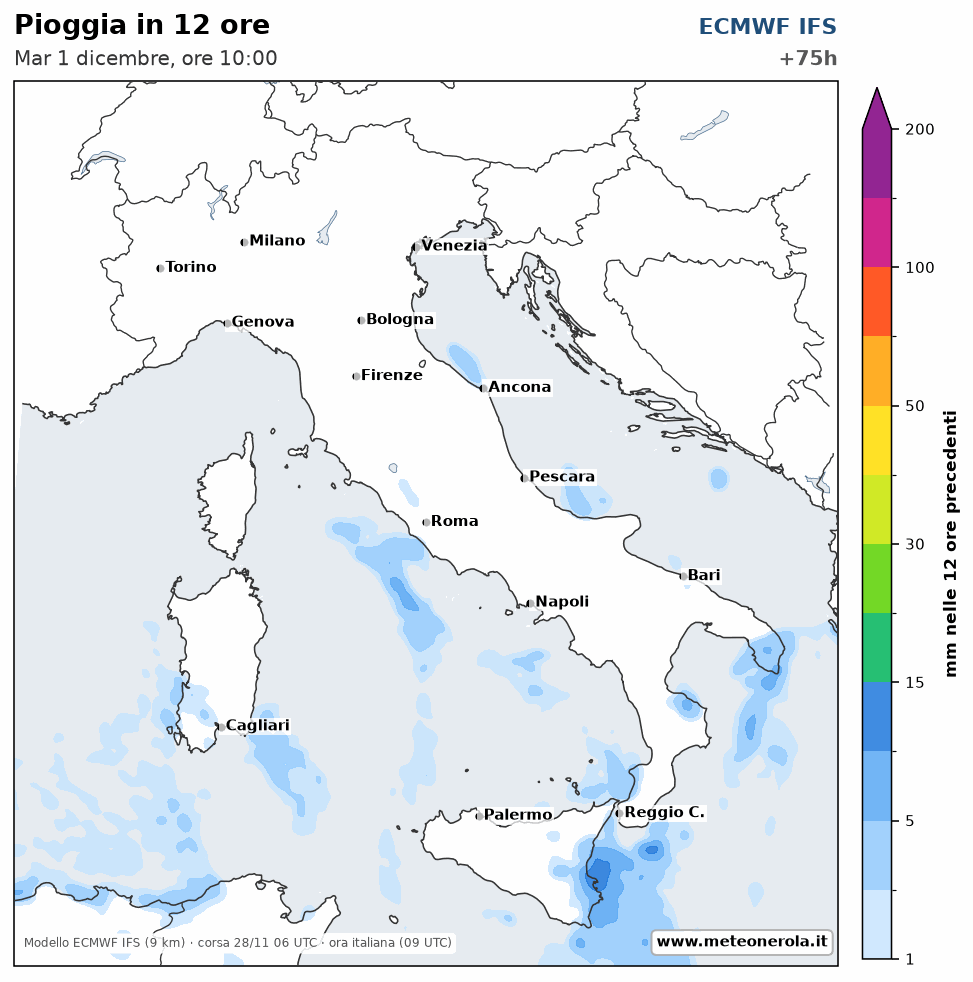 Pioggia in 12 ore
ECMWF IFS
Mar 1 dicembre, ore 10:00
+75h
200
Milano
Venezia
Torino
100
Genova
Bologna
Firenze
Ancona
50
Pescara
Roma
30
Bari
Napoli
15
Cagliari
Palermo
Reggio C.
5
mm nelle 12 ore precedenti
Modello ECMWF IFS (9 km) · corsa 28/11 06 UTC · ora italiana (09 UTC)
www.meteonerola.it
1